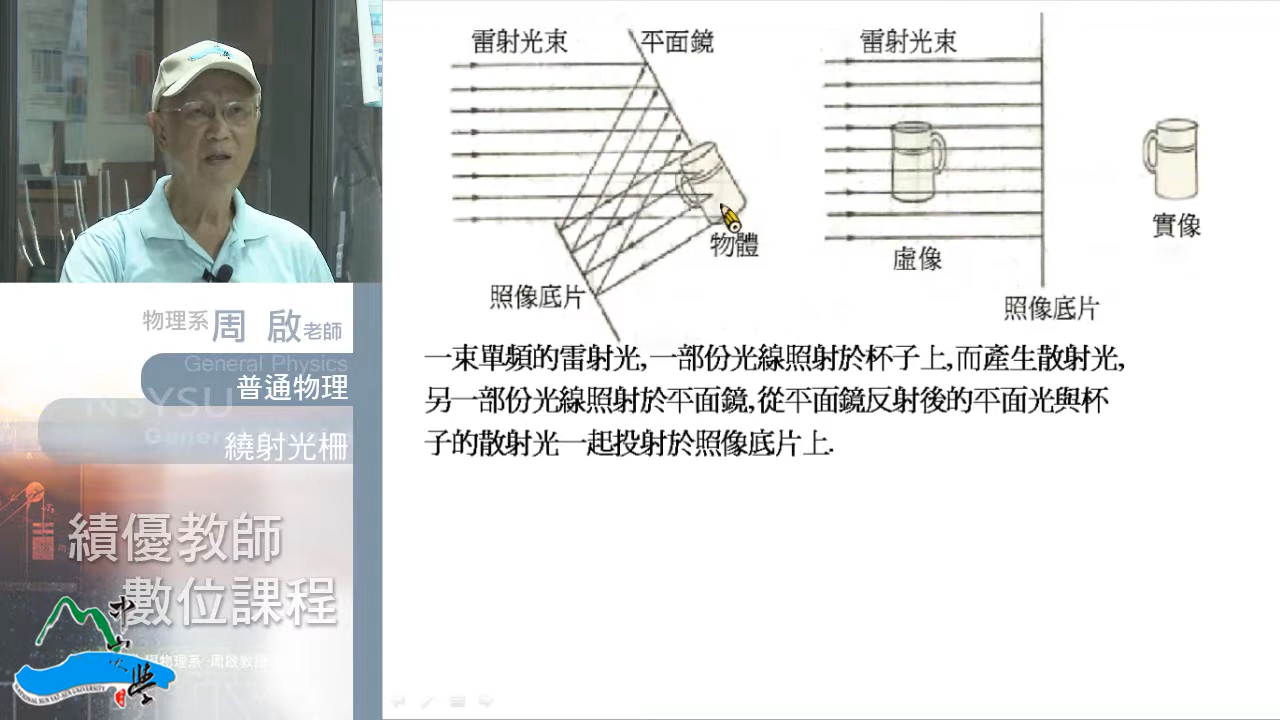 物理系周 啟老師
General Physics
普通物理
NSYSU
繞射光柵
績優教師
數位課程
NATIONAL SUN YAT-SEN UNIVERSITY
雷射光束
平面鏡
物體
照像底片
雷射光束
虛像
實像
照像底片
一束單頻的雷射光,一部份光線照射於杯子上,而產生散射光,
另一部份光線照射於平面鏡,從平面鏡反射後的平面光與杯
子的散射光一起投射於照像底片上.